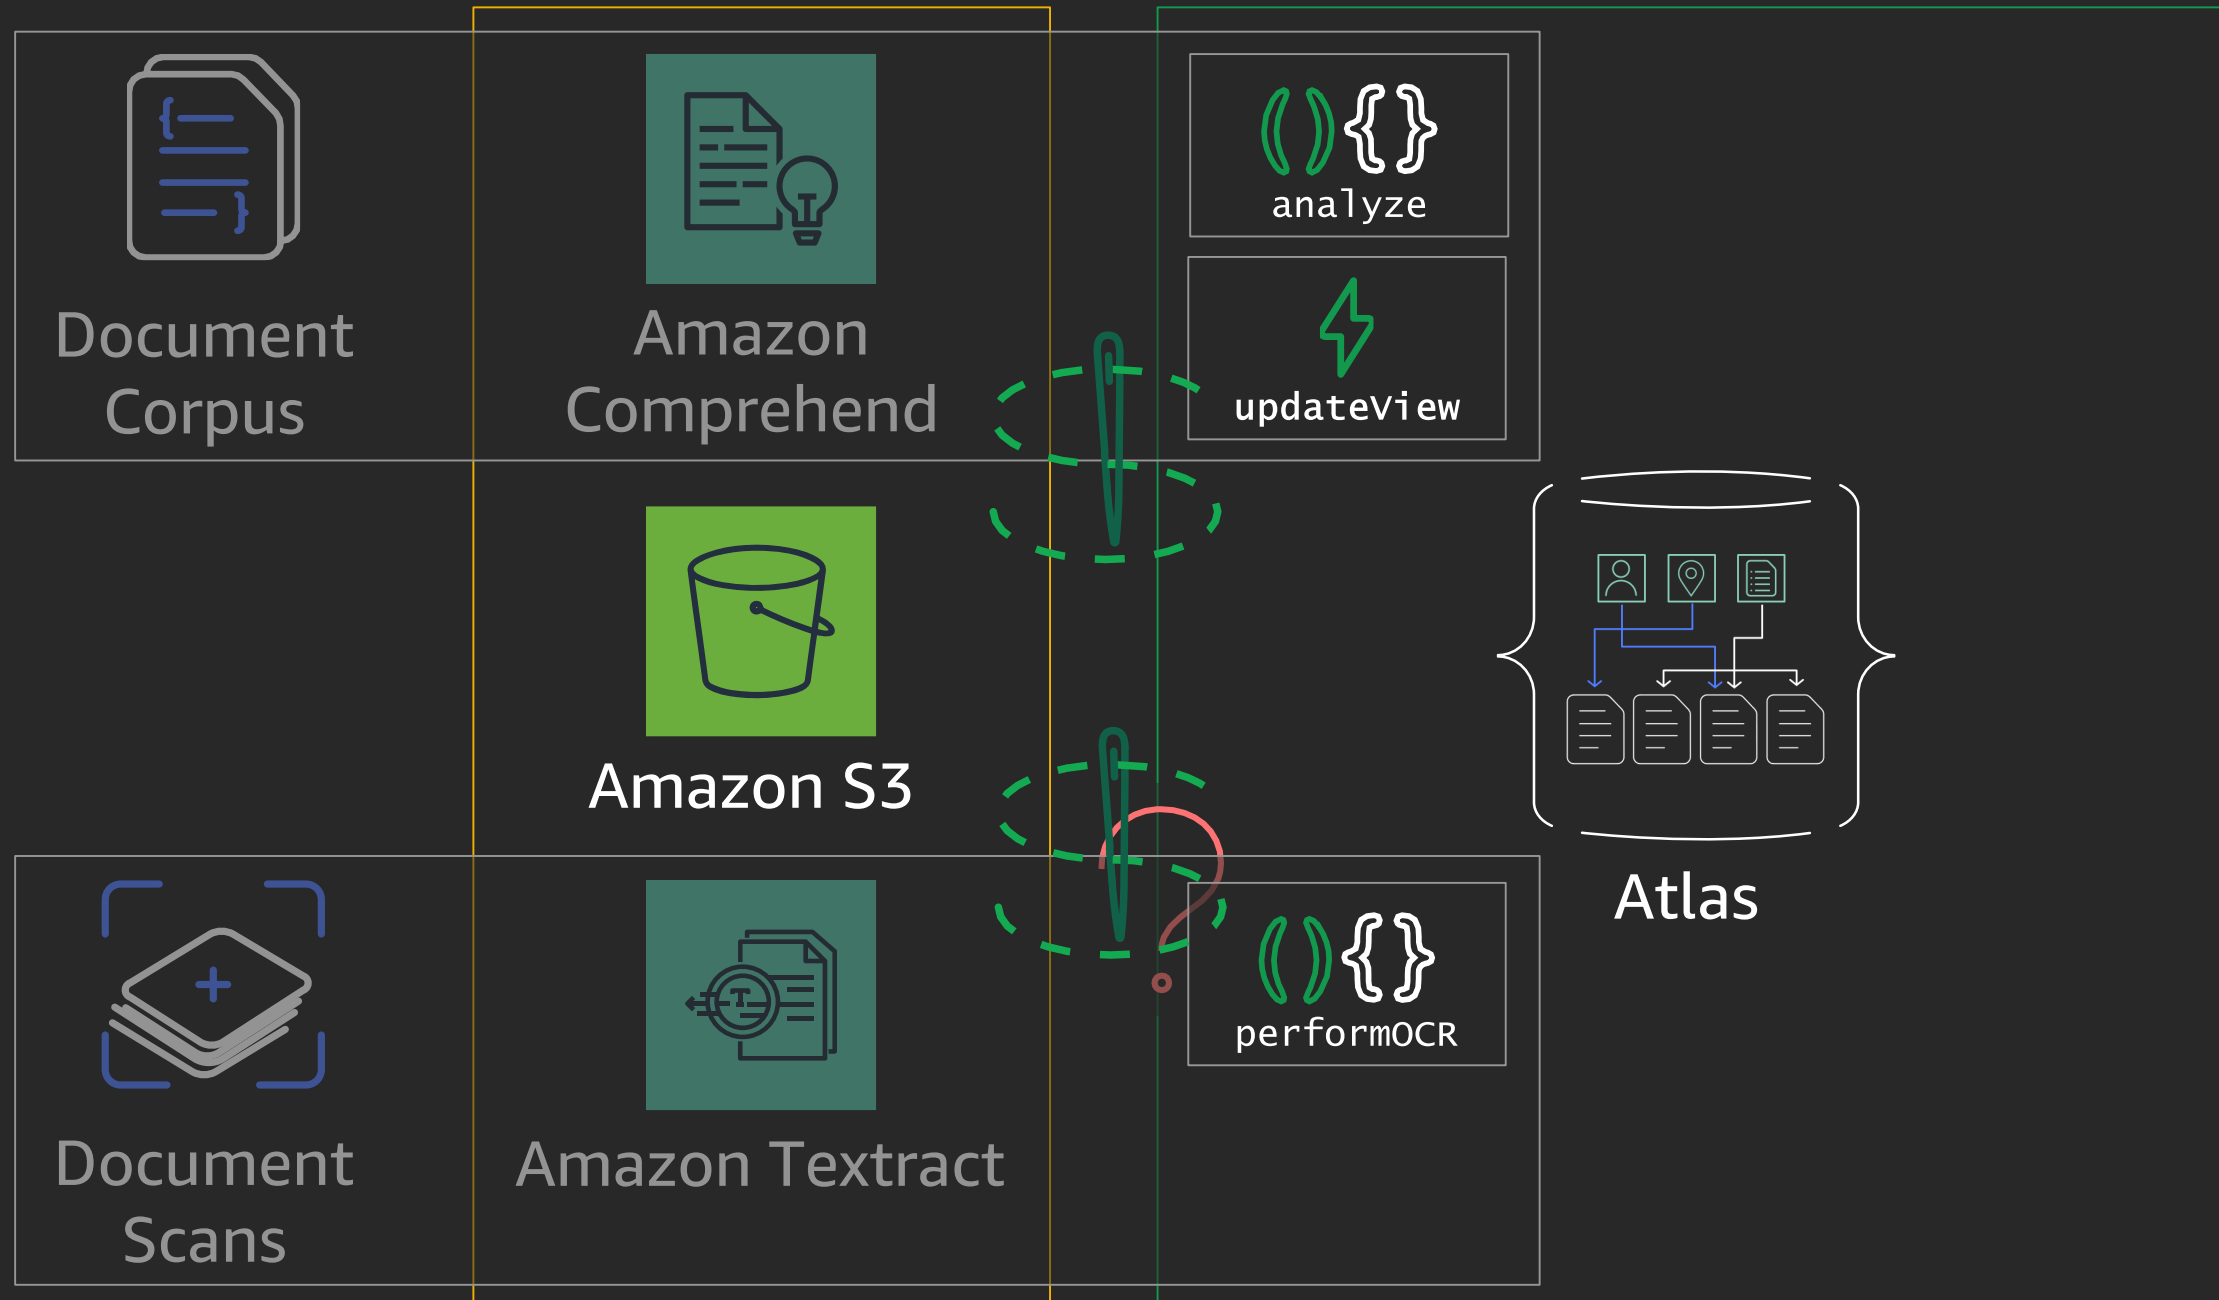 Document
Corpus
Amazon
Comprehend
analyze
updateView
Amazon S3
Atlas
Document
Scans
Amazon Textract
performOCR